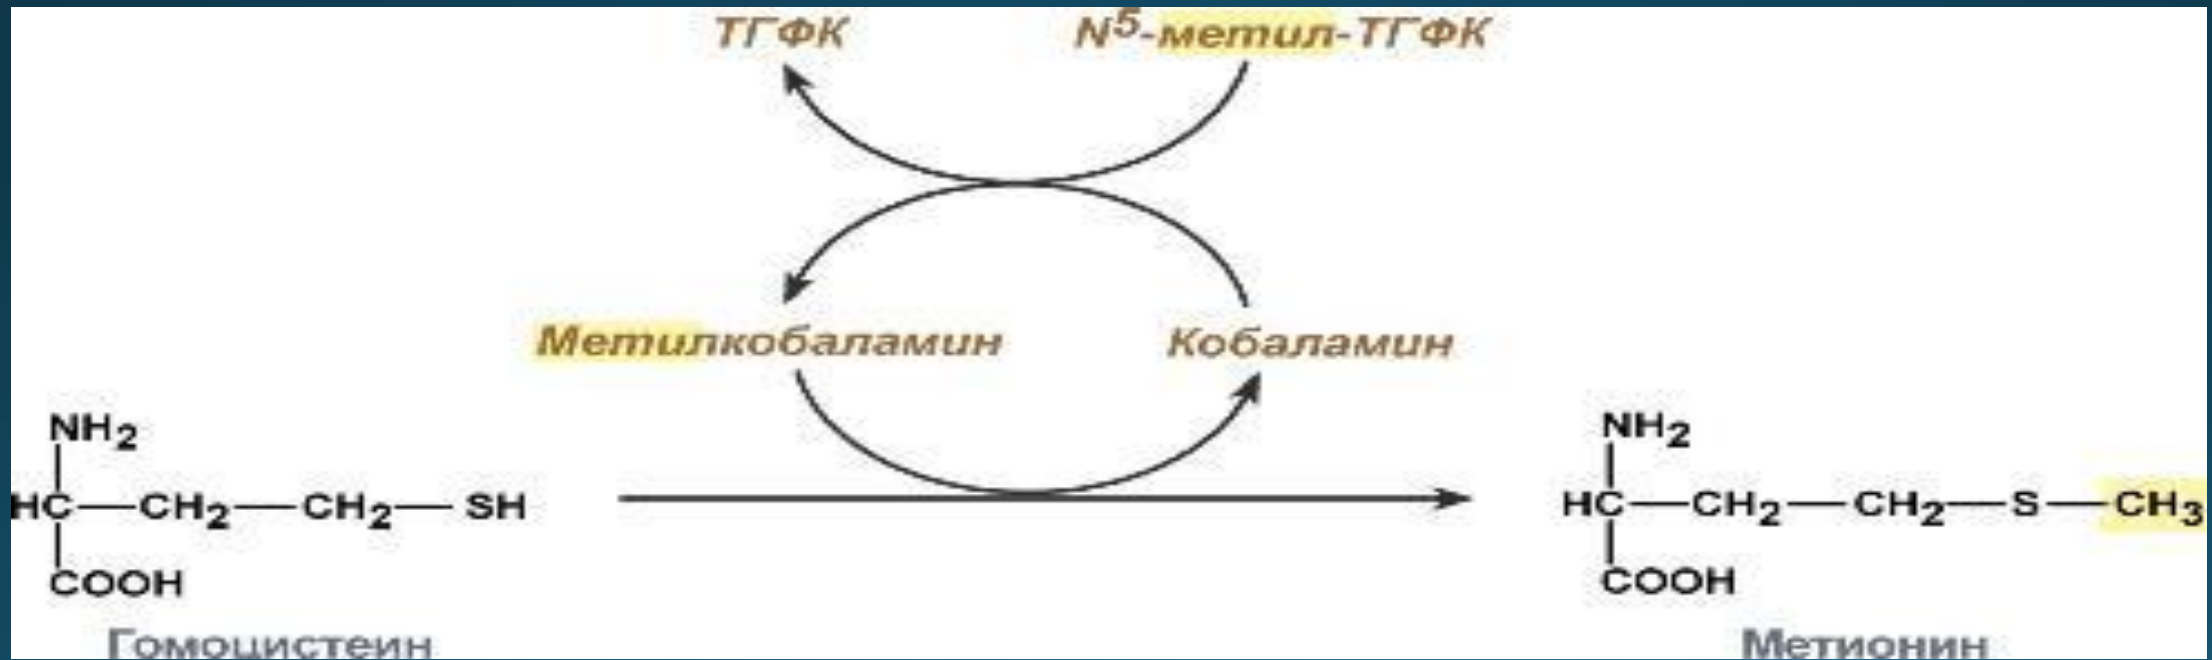 ТГФК N⁵-метил-ТГФК
Метилкобаламин Кобаламин
NH₂ NH₂
HC—CH₂—CH₂—SH HC—CH₂—CH₂—S—CH₃
COOH COOH
Гомоцистеин Метионин